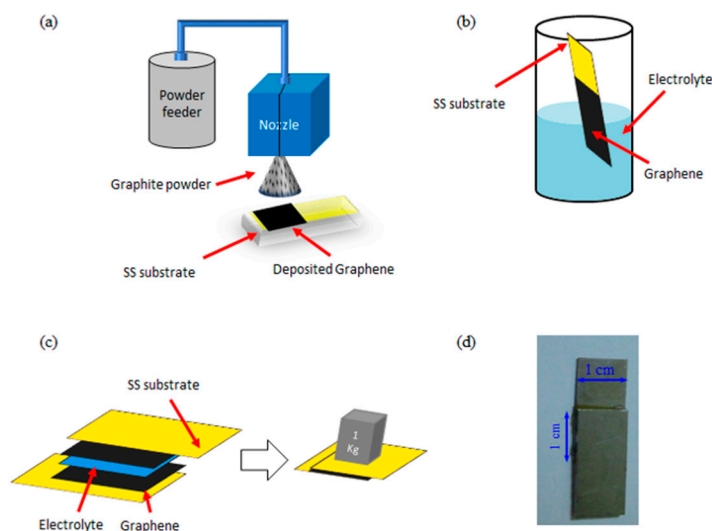 (a)
Powder
feeder
Nozzle
Graphite powder
SS substrate
Deposited Graphene
(b)
SS substrate
Electrolyte
Graphene
(c)
SS substrate
Electrolyte
Graphene
1
Kg
(d)
1 cm
1 cm